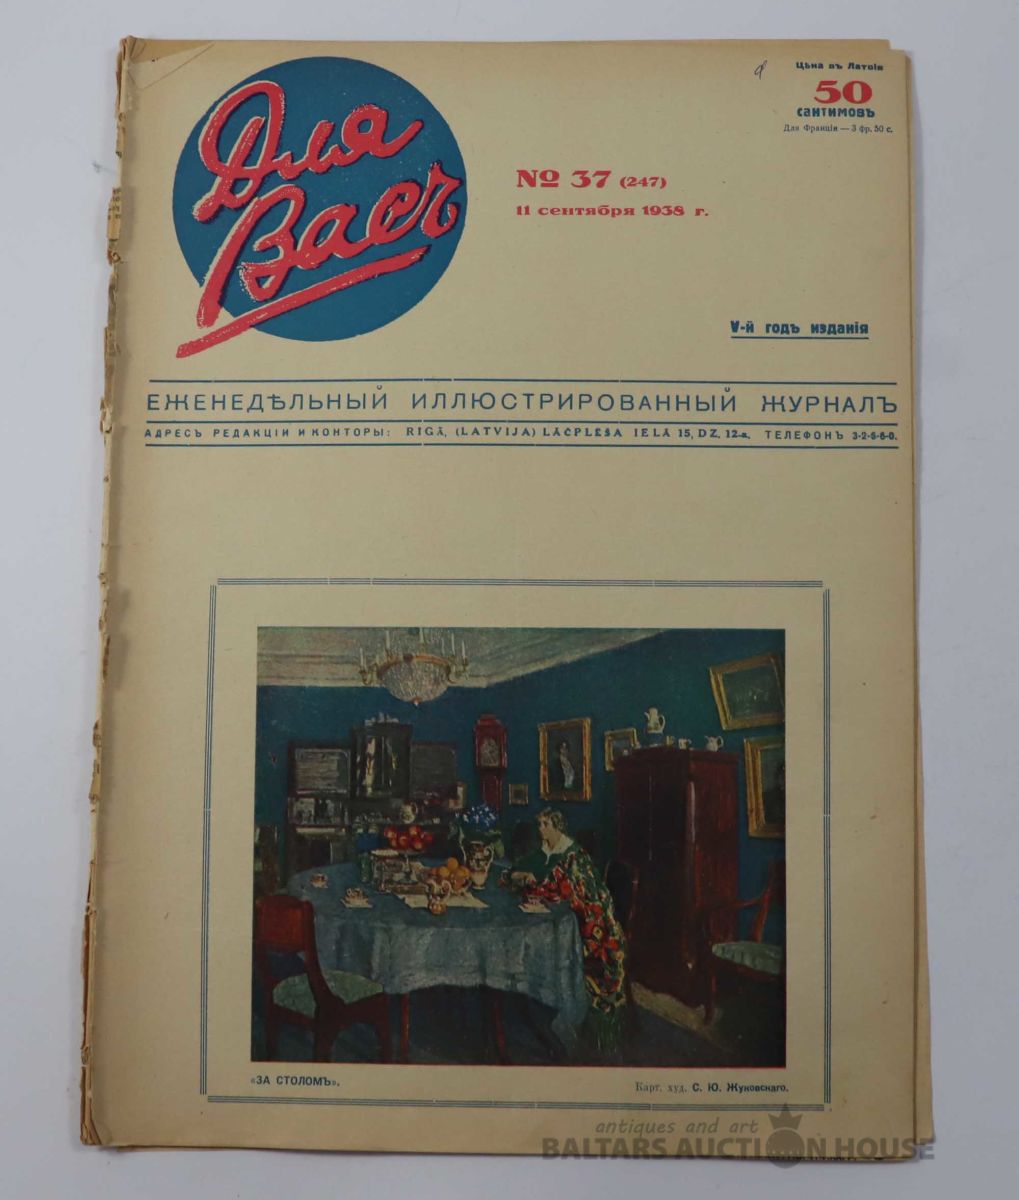 Для
Васъ
Цѣна въ Латвіи
50
сантимовъ
Для Франціи — 3 фр. 50 с.
№ 37 (247)
11 сентября 1938 г.
V-й годъ изданія
ЕЖЕНЕДѢЛЬНЫЙ ИЛЛЮСТРИРОВАННЫЙ ЖУРНАЛЪ
АДРЕСЪ РЕДАКЦІИ И КОНТОРЫ: RIGĀ, (LATVIJA) LĀČPLĒŠA IELĀ 15, DZ. 12-a. ТЕЛЕФОНЪ 3-2-6-6-0.
«ЗА СТОЛОМЪ».
Карт. худ. С. Ю. Жуковскаго.
antiques and art
BALTARS AUCTION HOUSE